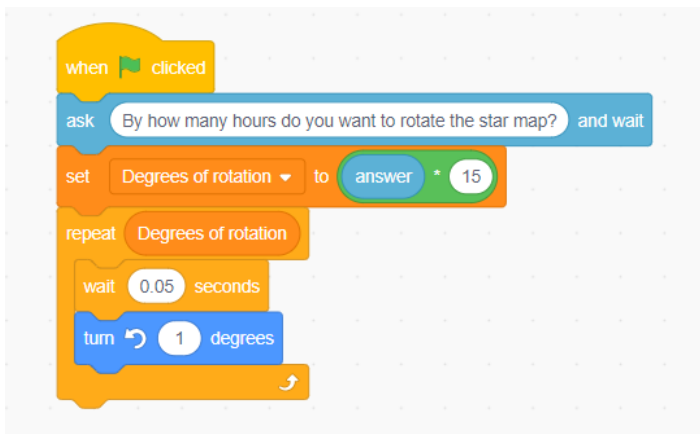 when clicked
ask By how many hours do you want to rotate the star map? and wait
set Degrees of rotation to answer * 15
repeat Degrees of rotation
wait 0.05 seconds
turn 1 degrees